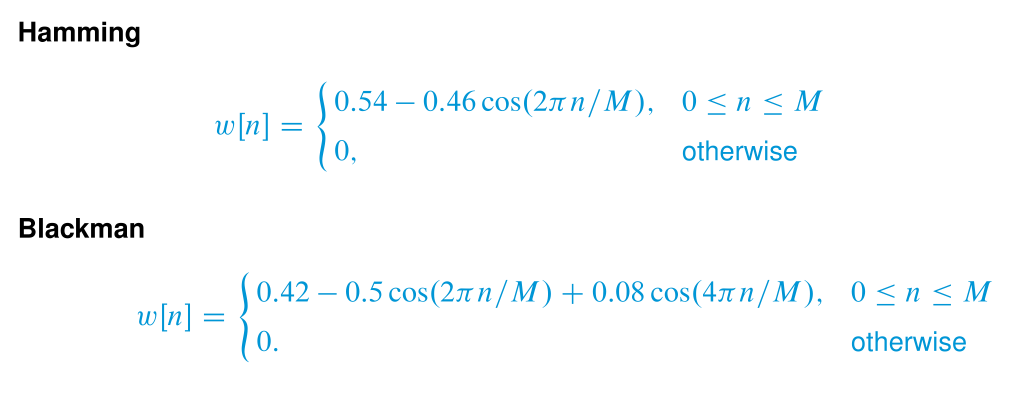 Hamming
w[n] = { 0.54 − 0.46 cos(2πn/M), 0 ≤ n ≤ M
0, otherwise
Blackman
w[n] = { 0.42 − 0.5 cos(2πn/M) + 0.08 cos(4πn/M), 0 ≤ n ≤ M
0. otherwise